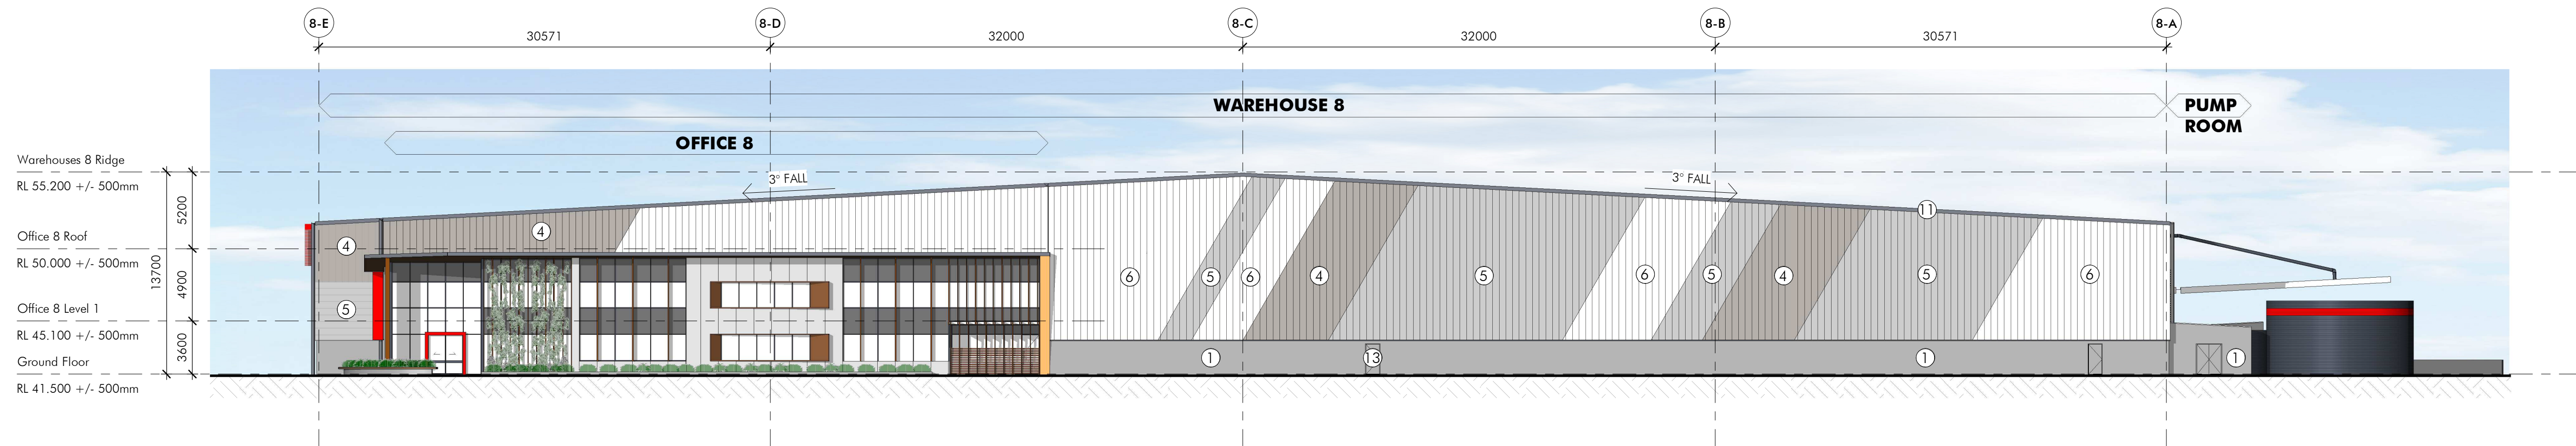 8-E 8-D 8-C 8-B 8-A
30571 32000 32000 30571
WAREHOUSE 8 PUMP
ROOM
OFFICE 8
Warehouses 8 Ridge
RL 55.200 +/- 500mm
3° FALL 3° FALL
5200
11
Office 8 Roof
RL 50.000 +/- 500mm
4 4
13700
4900
6 5 6 4 5 6 5 4 5 6
Office 8 Level 1
RL 45.100 +/- 500mm
5
3600
Ground Floor
RL 41.500 +/- 500mm
1 13 1 1